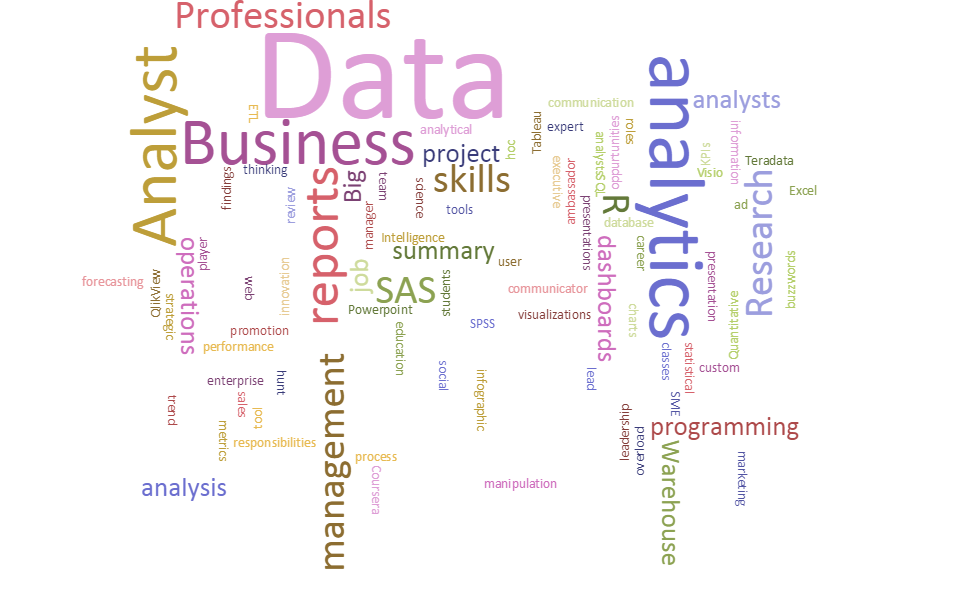 Professionals
Data
Analyst
analytics
communication
analysts
ETL
Business
analytical
project
hoc
Tableau
expert
analysts
SQL
oppurtunities
roles
KPIs
Visio
information
Teradata
Excel
ad
thinking
findings
review
reports
Big
team
manager
science
skills
tools
executive
ambassador
presentations
R
database
Research
Intelligence
summary
user
operations
player
forecasting
QlikView
strategic
web
innovation
job
SAS
students
Powerpoint
communicator
visualizations
SPSS
dashboards
career
charts
presentation
Quantitative
buzzwords
promotion
performance
education
enterprise
hunt
management
social
infographic
lead
classes
statistical
custom
SME
trend
sales
loot
metrics
responsibilities
process
Coursera
leadership
overload
programming
Warehouse
marketing
analysis
manipulation